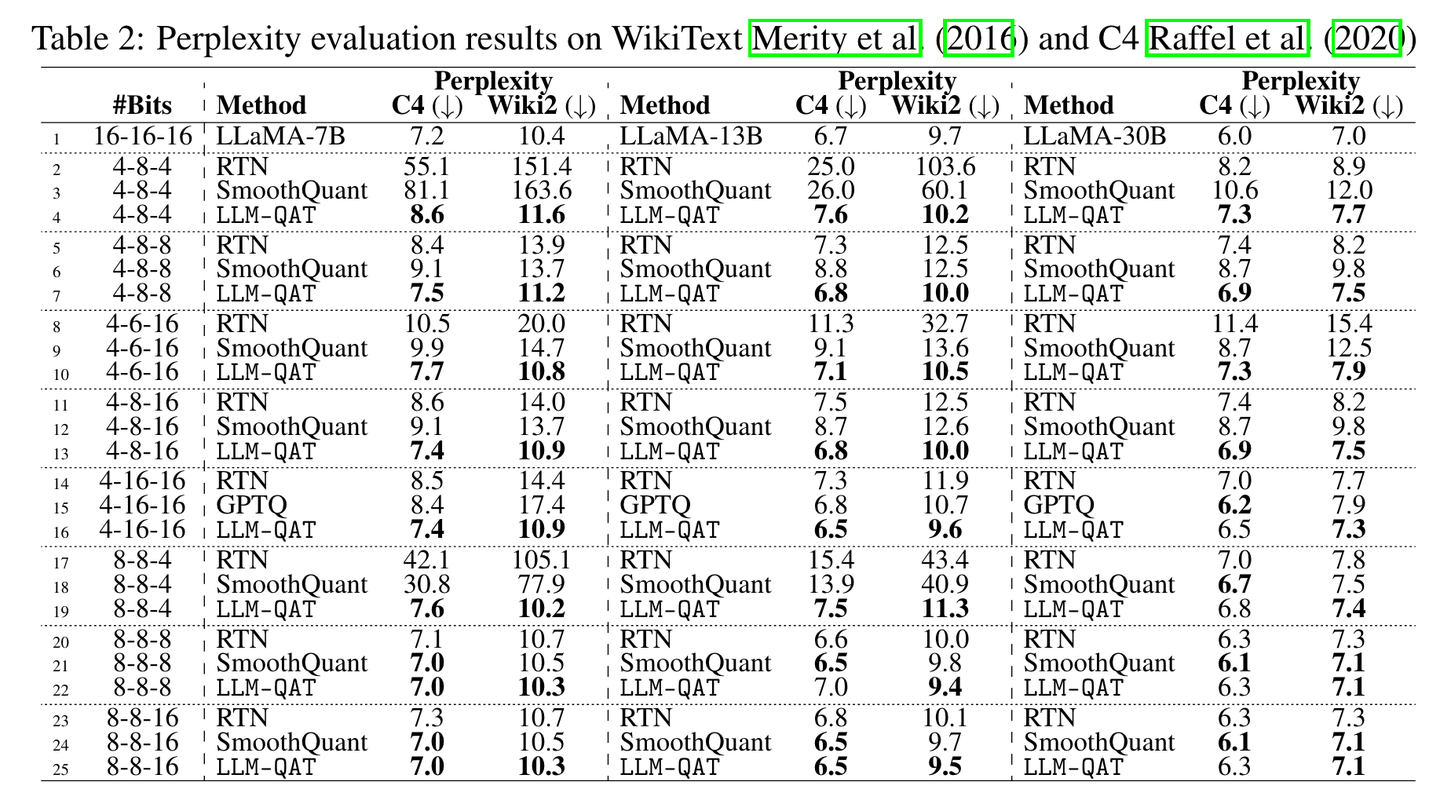 Table 2: Perplexity evaluation results on WikiText Merity et al. (2016) and C4 Raffel et al. (2020)
Perplexity Perplexity Perplexity
#Bits Method C4 (↓) Wiki2 (↓) Method C4 (↓) Wiki2 (↓) Method C4 (↓) Wiki2 (↓)
1 16-16-16 LLaMA-7B 7.2 10.4 LLaMA-13B 6.7 9.7 LLaMA-30B 6.0 7.0
2 4-8-4 RTN 55.1 151.4 RTN 25.0 103.6 RTN 8.2 8.9
3 4-8-4 SmoothQuant 81.1 163.6 SmoothQuant 26.0 60.1 SmoothQuant 10.6 12.0
4 4-8-4 LLM-QAT 8.6 11.6 LLM-QAT 7.6 10.2 LLM-QAT 7.3 7.7
5 4-8-8 RTN 8.4 13.9 RTN 7.3 12.5 RTN 7.4 8.2
6 4-8-8 SmoothQuant 9.1 13.7 SmoothQuant 8.8 12.5 SmoothQuant 8.7 9.8
7 4-8-8 LLM-QAT 7.5 11.2 LLM-QAT 6.8 10.0 LLM-QAT 6.9 7.5
8 4-6-16 RTN 10.5 20.0 RTN 11.3 32.7 RTN 11.4 15.4
9 4-6-16 SmoothQuant 9.9 14.7 SmoothQuant 9.1 13.6 SmoothQuant 8.7 12.5
10 4-6-16 LLM-QAT 7.7 10.8 LLM-QAT 7.1 10.5 LLM-QAT 7.3 7.9
11 4-8-16 RTN 8.6 14.0 RTN 7.5 12.5 RTN 7.4 8.2
12 4-8-16 SmoothQuant 9.1 13.7 SmoothQuant 8.7 12.6 SmoothQuant 8.7 9.8
13 4-8-16 LLM-QAT 7.4 10.9 LLM-QAT 6.8 10.0 LLM-QAT 6.9 7.5
14 4-16-16 RTN 8.5 14.4 RTN 7.3 11.9 RTN 7.0 7.7
15 4-16-16 GPTQ 8.4 17.4 GPTQ 6.8 10.7 GPTQ 6.2 7.9
16 4-16-16 LLM-QAT 7.4 10.9 LLM-QAT 6.5 9.6 LLM-QAT 6.5 7.3
17 8-8-4 RTN 42.1 105.1 RTN 15.4 43.4 RTN 7.0 7.8
18 8-8-4 SmoothQuant 30.8 77.9 SmoothQuant 13.9 40.9 SmoothQuant 6.7 7.5
19 8-8-4 LLM-QAT 7.6 10.2 LLM-QAT 7.5 11.3 LLM-QAT 6.8 7.4
20 8-8-8 RTN 7.1 10.7 RTN 6.6 10.0 RTN 6.3 7.3
21 8-8-8 SmoothQuant 7.0 10.5 SmoothQuant 6.5 9.8 SmoothQuant 6.1 7.1
22 8-8-8 LLM-QAT 7.0 10.3 LLM-QAT 7.0 9.4 LLM-QAT 6.3 7.1
23 8-8-16 RTN 7.3 10.7 RTN 6.8 10.1 RTN 6.3 7.3
24 8-8-16 SmoothQuant 7.0 10.5 SmoothQuant 6.5 9.7 SmoothQuant 6.1 7.1
25 8-8-16 LLM-QAT 7.0 10.3 LLM-QAT 6.5 9.5 LLM-QAT 6.3 7.1